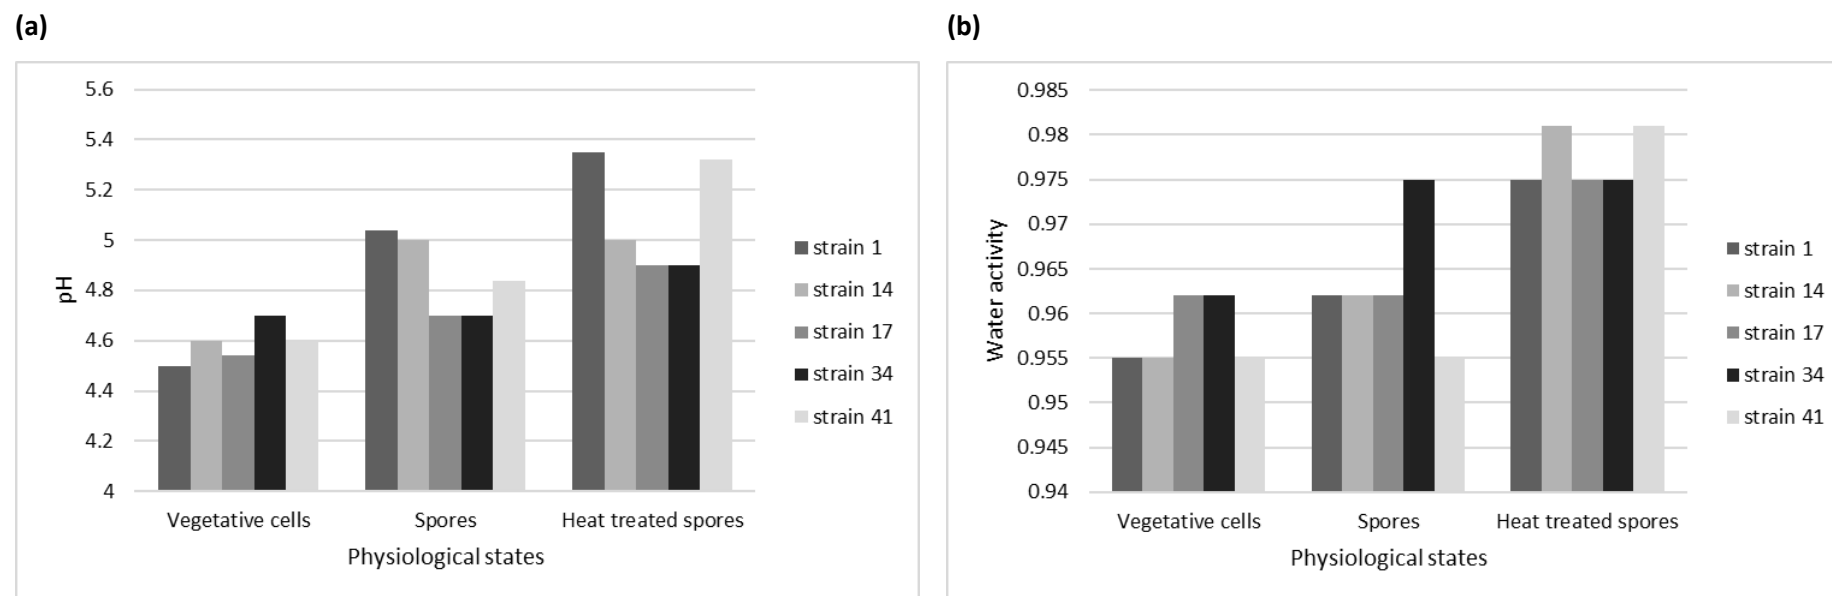 (a)
5.6
5.4
5.2
5
4.8
4.6
4.4
4.2
4
pH
Vegetative cells
Spores
Heat treated spores
Physiological states
strain 1
strain 14
strain 17
strain 34
strain 41
(b)
0.985
0.98
0.975
0.97
0.965
0.96
0.955
0.95
0.945
0.94
Water activity
Vegetative cells
Spores
Heat treated spores
Physiological states
strain 1
strain 14
strain 17
strain 34
strain 41